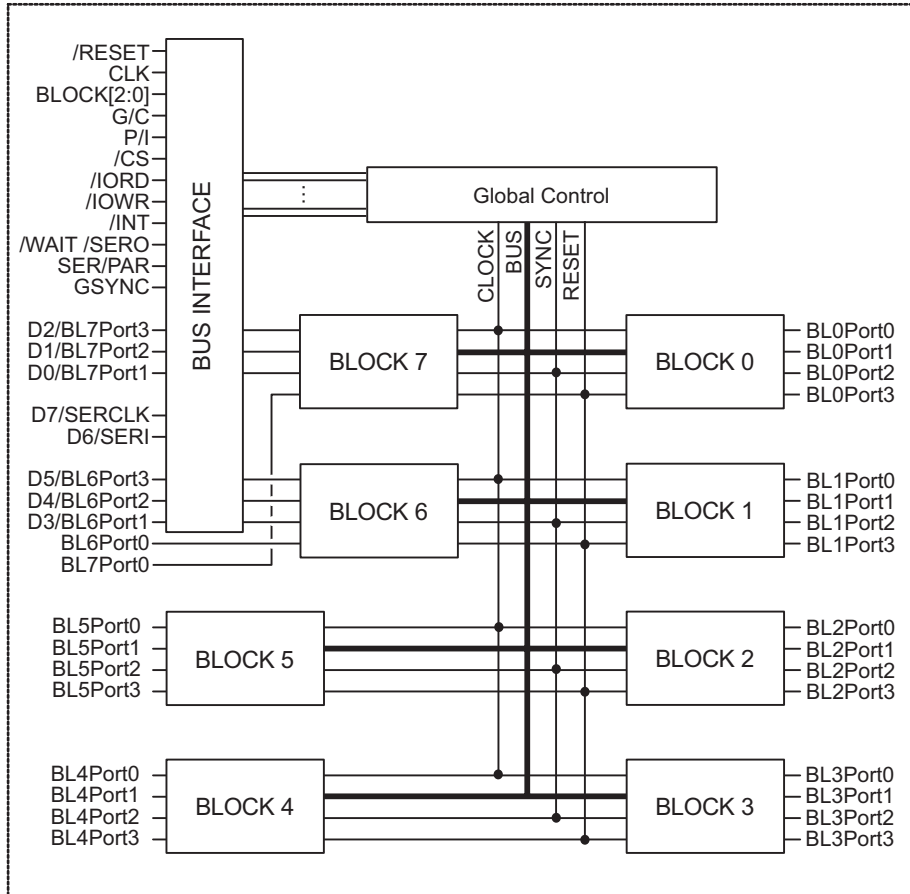 /RESET
CLK
BLOCK[2:0]
G/C
P/I
/CS
/IORD
/IOWR
/INT
/WAIT /SERO
SER/PAR
GSYNC
BUS INTERFACE
Global Control
CLOCK
BUS
SYNC
RESET
D2/BL7Port3
D1/BL7Port2
D0/BL7Port1
BLOCK 7
BLOCK 0
BL0Port0
BL0Port1
BL0Port2
BL0Port3
D7/SERCLK
D6/SERI
D5/BL6Port3
D4/BL6Port2
D3/BL6Port1
BL6Port0
BL7Port0
BLOCK 6
BLOCK 1
BL1Port0
BL1Port1
BL1Port2
BL1Port3
BL5Port0
BL5Port1
BL5Port2
BL5Port3
BLOCK 5
BLOCK 2
BL2Port0
BL2Port1
BL2Port2
BL2Port3
BL4Port0
BL4Port1
BL4Port2
BL4Port3
BLOCK 4
BLOCK 3
BL3Port0
BL3Port1
BL3Port2
BL3Port3